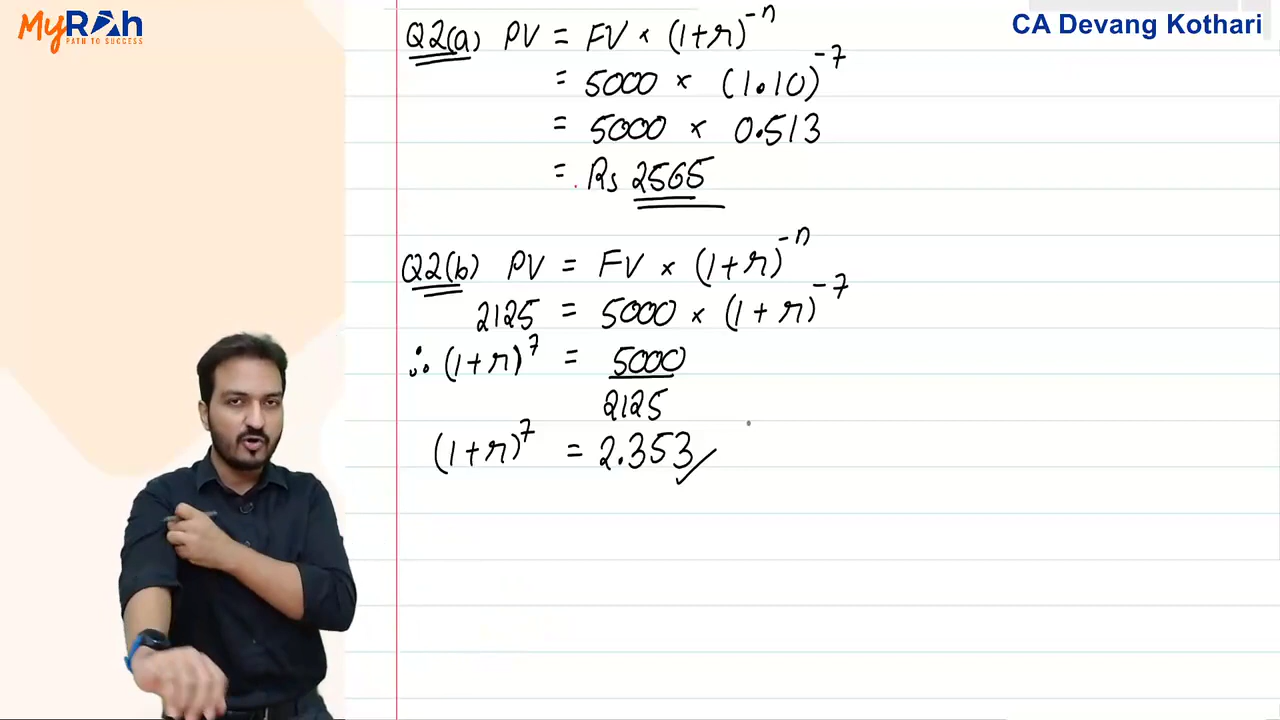 MyRAh
PATH TO SUCCESS
CA Devang Kothari
Q2(a) PV = FV × (1+r)^-n
= 5000 × (1.10)^-7
= 5000 × 0.513
= Rs 2565
Q2(b) PV = FV × (1+r)^-n
2125 = 5000 × (1+r)^-7
∴ (1+r)^7 = 5000
2125
(1+r)^7 = 2.353